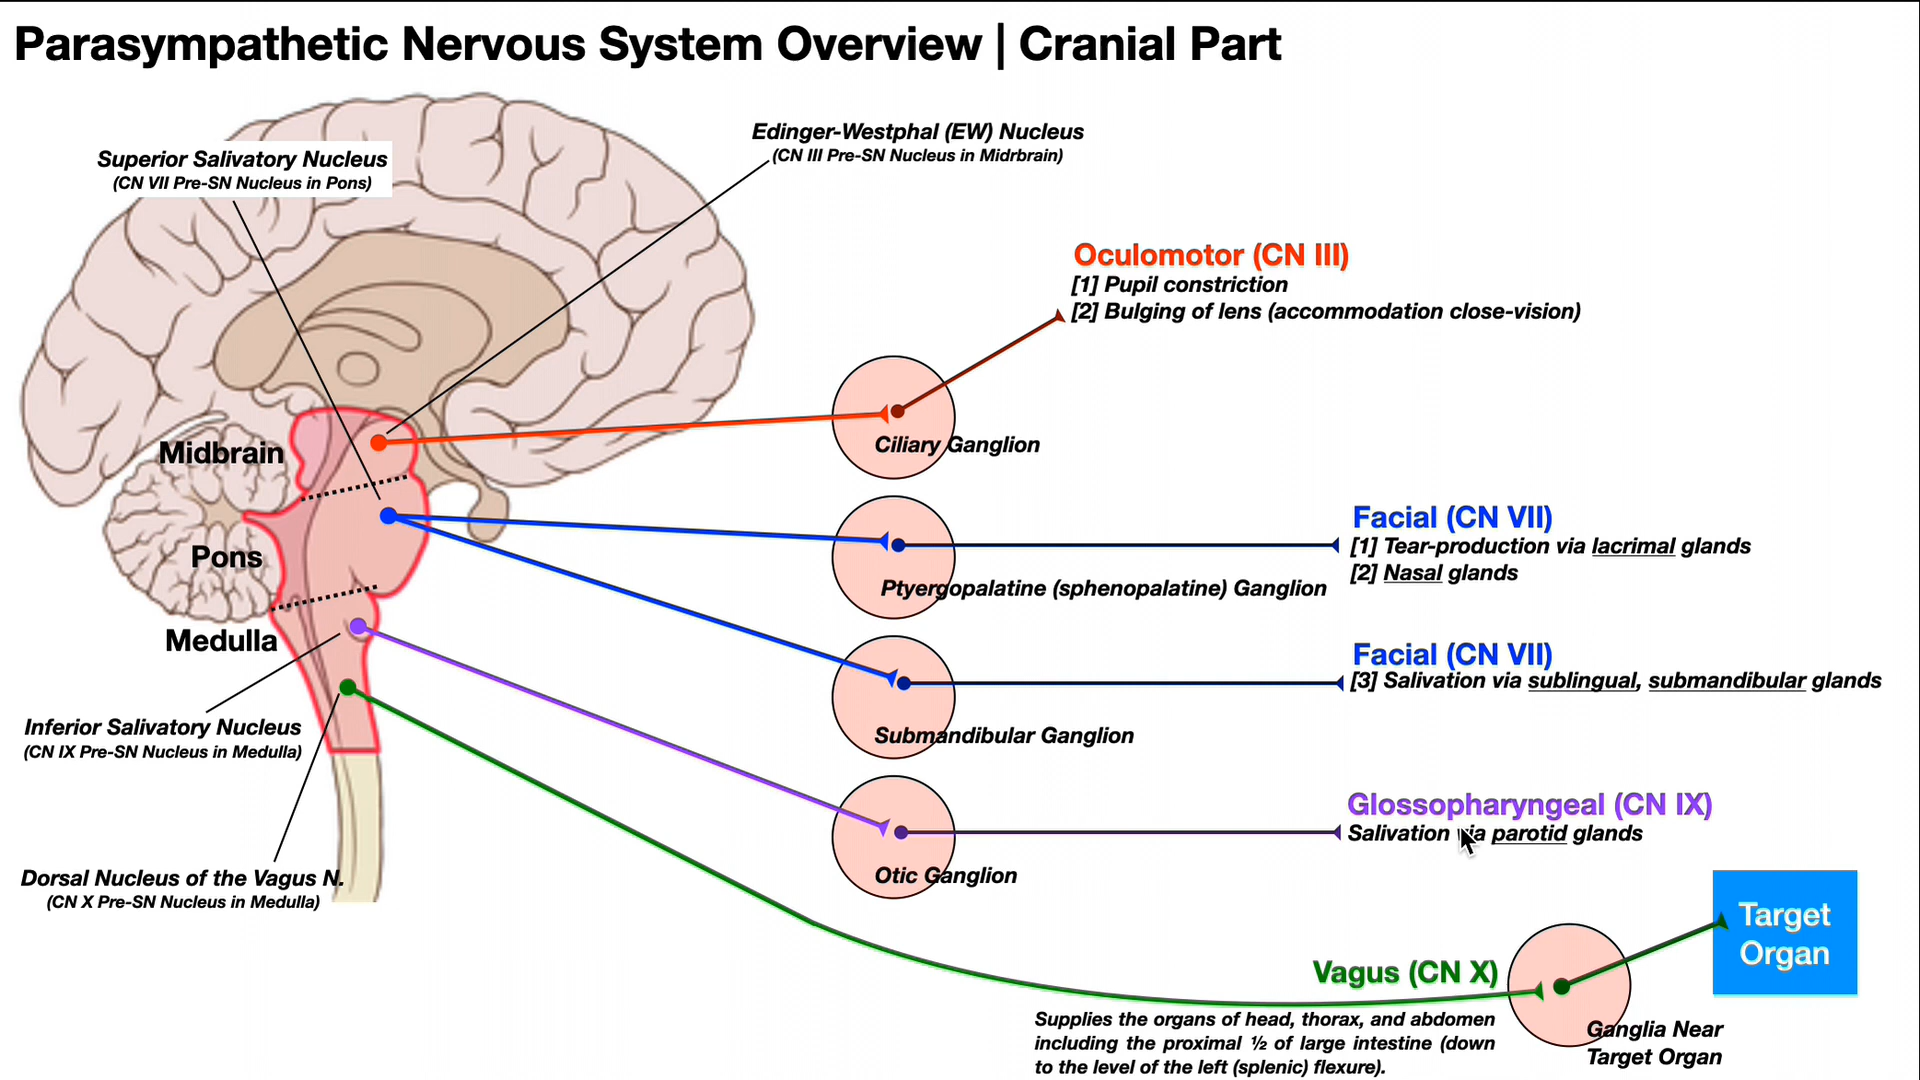 Parasympathetic Nervous System Overview | Cranial Part
Superior Salivatory Nucleus
(CN VII Pre-SN Nucleus in Pons)
Edinger-Westphal (EW) Nucleus
(CN III Pre-SN Nucleus in Midrbrain)
Oculomotor (CN III)
[1] Pupil constriction
[2] Bulging of lens (accommodation close-vision)
Midbrain
Ciliary Ganglion
Pons
Facial (CN VII)
[1] Tear-production via lacrimal glands
[2] Nasal glands
Ptyergopalatine (sphenopalatine) Ganglion
Medulla
Facial (CN VII)
[3] Salivation via sublingual, submandibular glands
Submandibular Ganglion
Inferior Salivatory Nucleus
(CN IX Pre-SN Nucleus in Medulla)
Glossopharyngeal (CN IX)
Salivation via parotid glands
Otic Ganglion
Dorsal Nucleus of the Vagus N.
(CN X Pre-SN Nucleus in Medulla)
Target
Organ
Vagus (CN X)
Supplies the organs of head, thorax, and abdomen
including the proximal ½ of large intestine (down
to the level of the left (splenic) flexure).
Ganglia Near
Target Organ